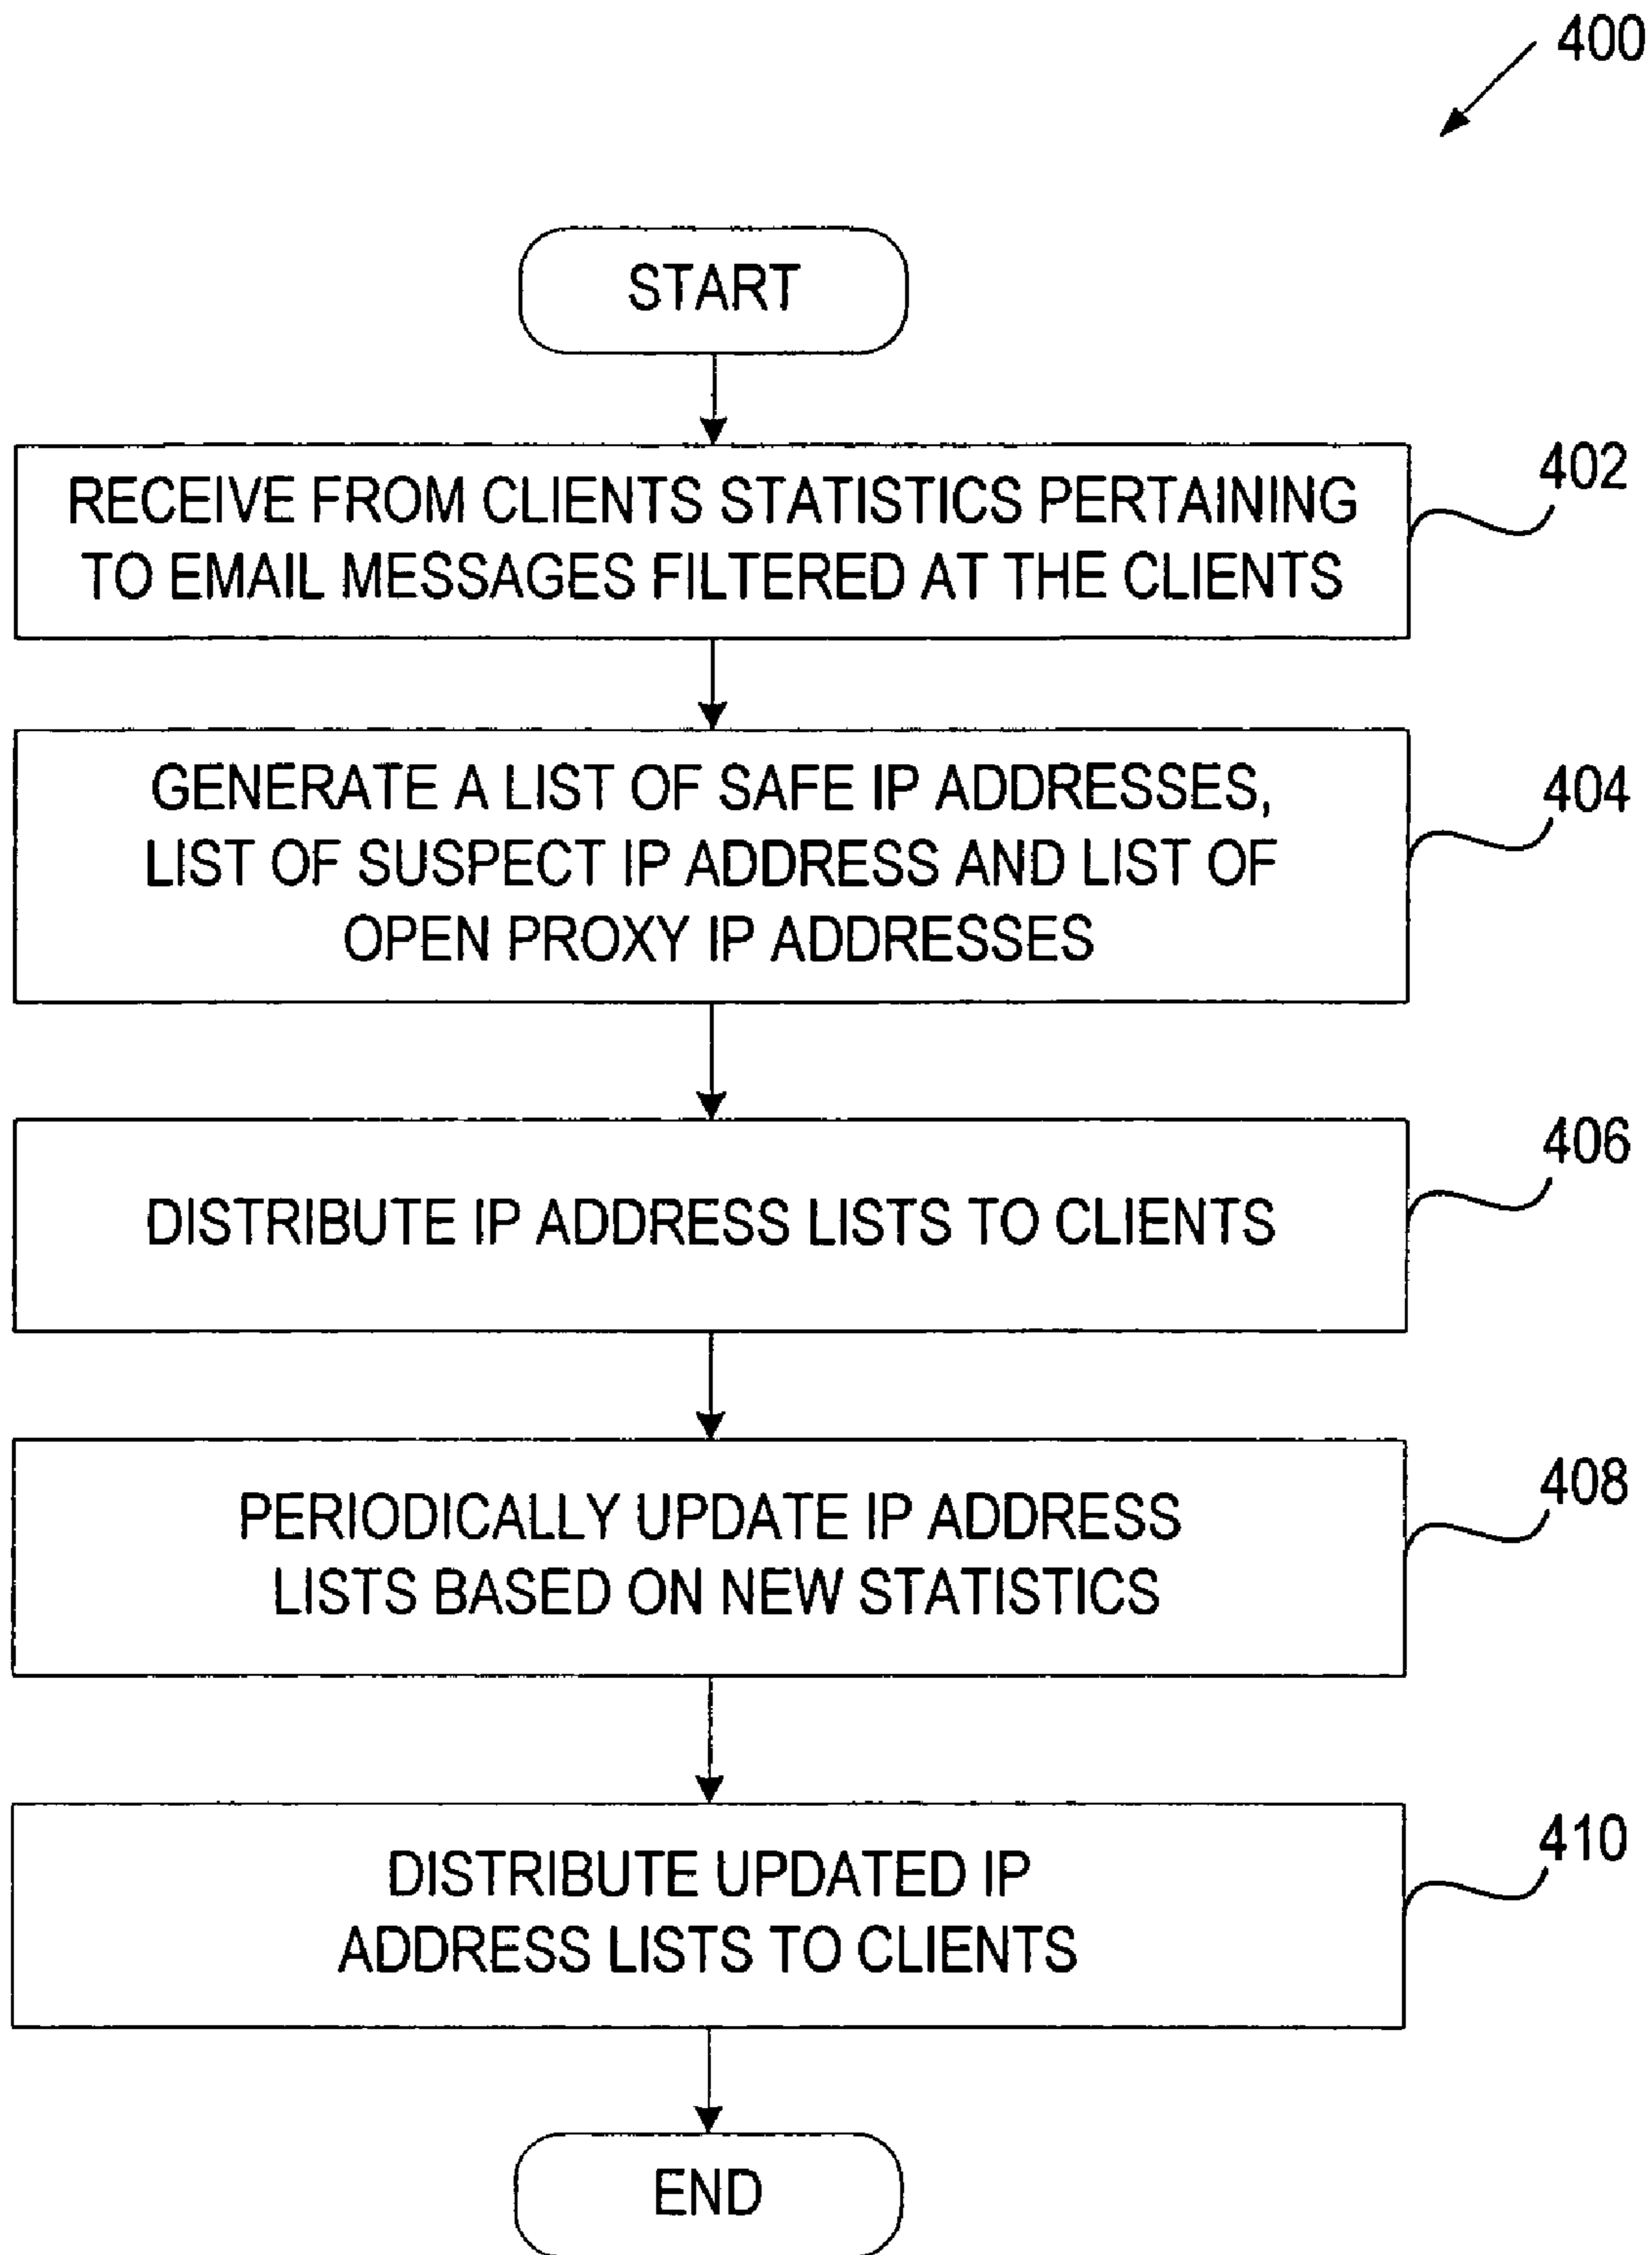 400
START
402
RECEIVE FROM CLIENTS STATISTICS PERTAINING
TO EMAIL MESSAGES FILTERED AT THE CLIENTS
404
GENERATE A LIST OF SAFE IP ADDRESSES,
LIST OF SUSPECT IP ADDRESS AND LIST OF
OPEN PROXY IP ADDRESSES
406
DISTRIBUTE IP ADDRESS LISTS TO CLIENTS
408
PERIODICALLY UPDATE IP ADDRESS
LISTS BASED ON NEW STATISTICS
410
DISTRIBUTE UPDATED IP
ADDRESS LISTS TO CLIENTS
END